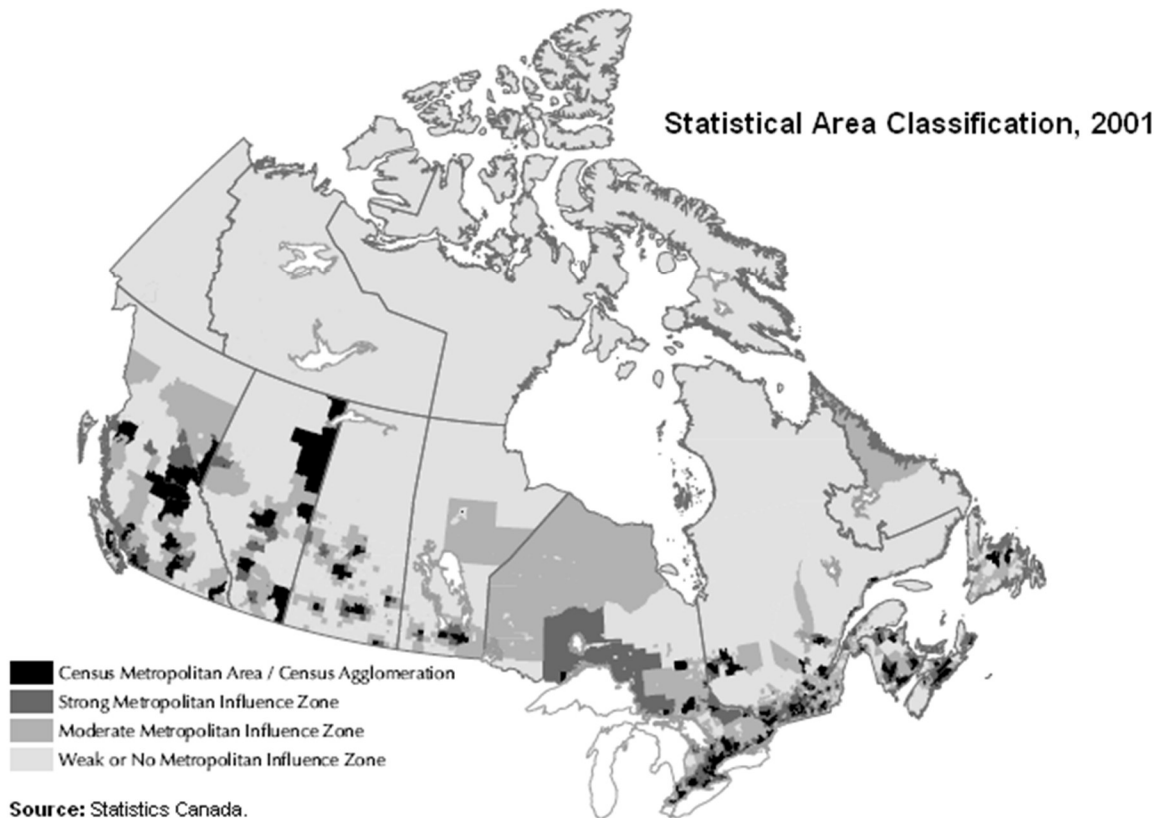 Statistical Area Classification, 2001
Census Metropolitan Area / Census Agglomeration
Strong Metropolitan Influence Zone
Moderate Metropolitan Influence Zone
Weak or No Metropolitan Influence Zone
Source: Statistics Canada.